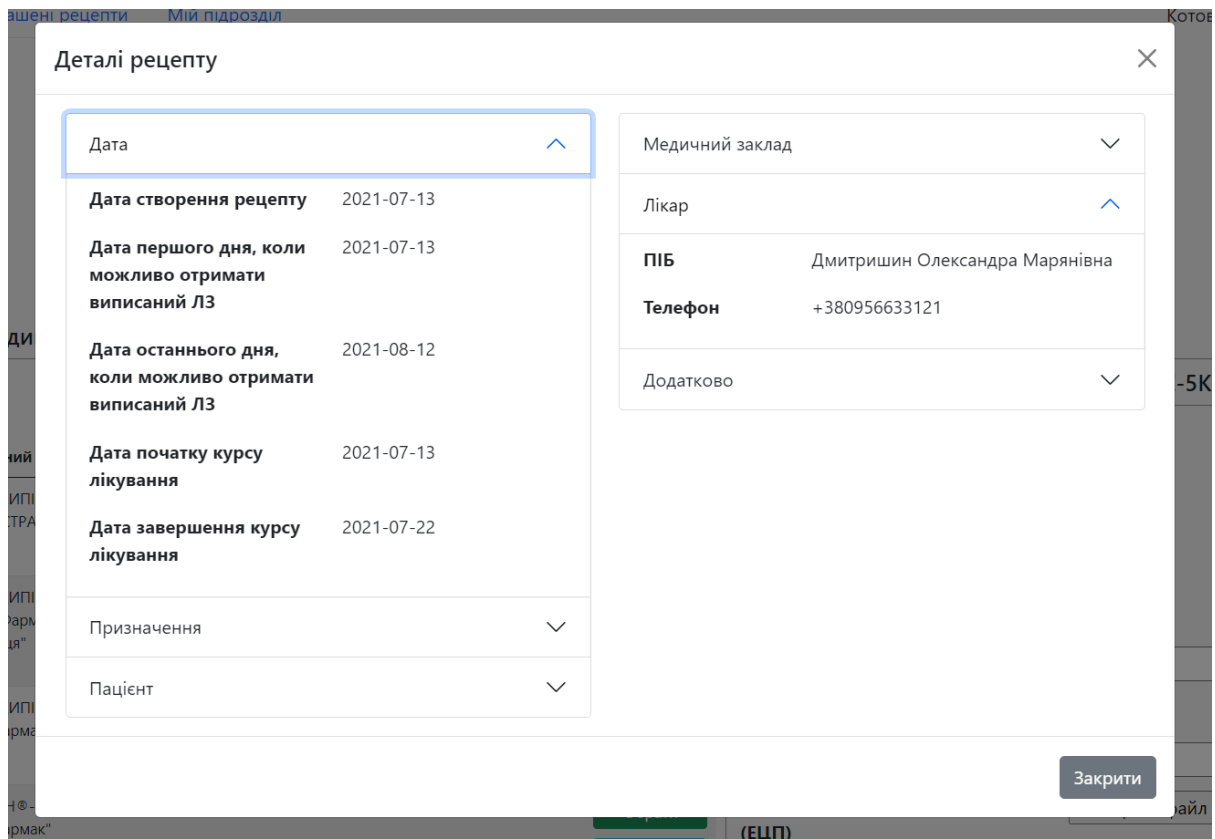 Мій підрозділ
Деталі рецепту
Дата
Дата створення рецепту 2021-07-13
Дата першого дня, коли 2021-07-13
можливо отримати
виписаний ЛЗ
Дата останнього дня, 2021-08-12
коли можливо отримати
виписаний ЛЗ
Дата початку курсу 2021-07-13
лікування
Дата завершення курсу 2021-07-22
лікування
Призначення
Пацієнт
Медичний заклад
Лікар
ПІБ Дмитришин Олександра Марянівна
Телефон +380956633121
Додатково
-5К
Закрити
(ЕЦП)